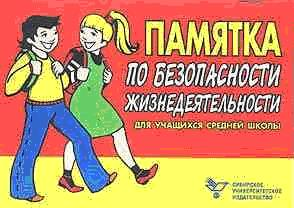 ПАМЯТКА
ПО БЕЗОПАСНОСТИ
ЖИЗНЕДЕЯТЕЛЬНОСТИ
ДЛЯ УЧАЩИХСЯ СРЕДНЕЙ ШКОЛЫ
СИБИРСКОЕ
УНИВЕРСИТЕТСКОЕ
ИЗДАТЕЛЬСТВО